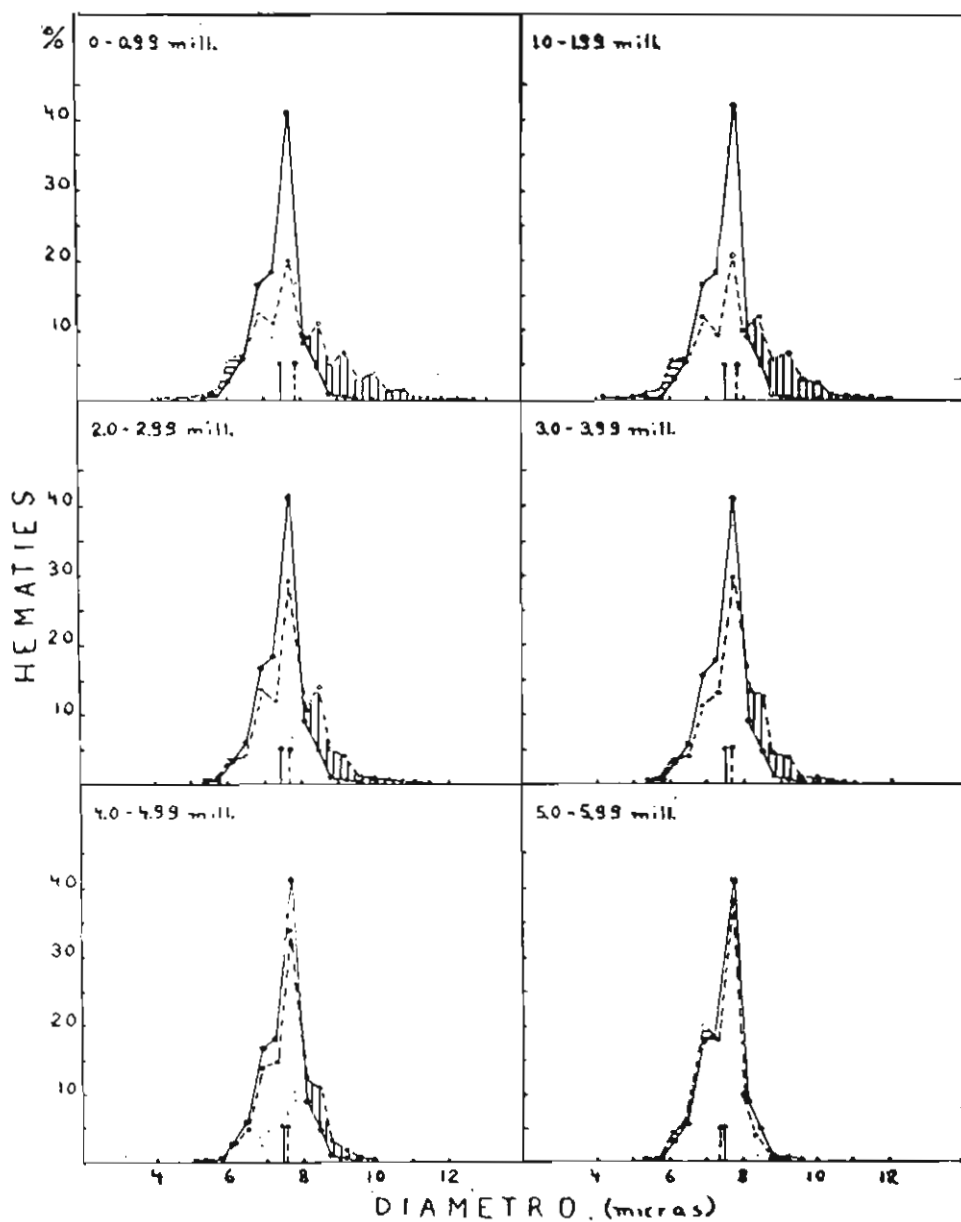 %
0-0.99 mill.
1.0-1.99 mill.
40
30
20
10
2.0-2.99 mill.
3.0-3.99 mill.
40
30
20
10
HEMATIES
4.0-4.99 mill.
5.0-5.99 mill.
40
30
20
10
4 6 8 10 12 4 6 8 10 12
DIAMETRO. (micras)